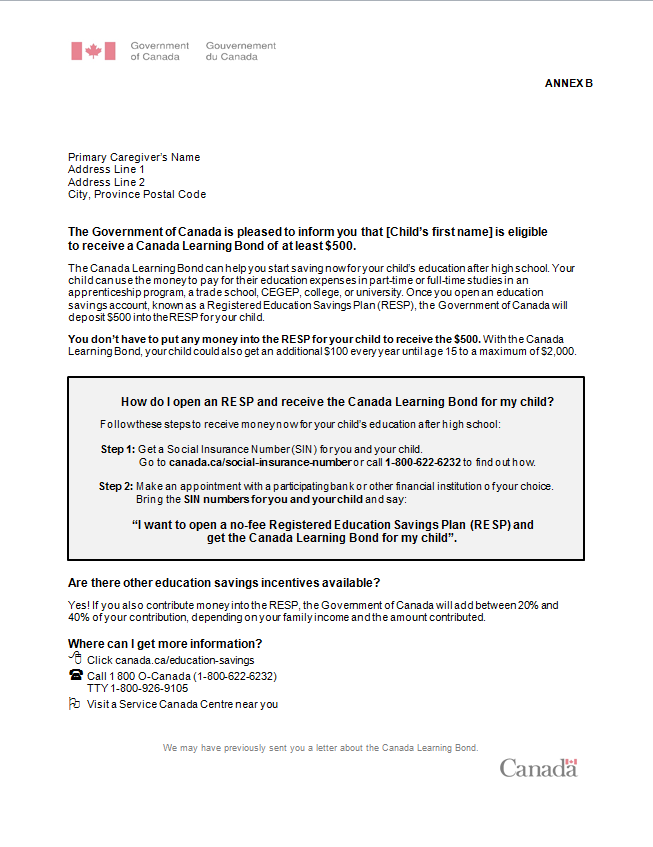 Government of Canada
Gouvernement du Canada
ANNEX B
Primary Caregiver's Name
Address Line 1
Address Line 2
City, Province Postal Code
The Government of Canada is pleased to inform you that [Child's first name] is eligible
to receive a Canada Learning Bond of at least $500.
The Canada Learning Bond can help you start saving now for your child's education after high school. Your
child can use the money to pay for their education expenses in part-time or full-time studies in an
apprenticeship program, a trade school, CEGEP, college, or university. Once you open an education
savings account, known as a Registered Education Savings Plan (RESP), the Government of Canada will
deposit $500 into the RESP for your child.
You don't have to put any money into the RESP for your child to receive the $500. With the Canada
Learning Bond, your child could also get an additional $100 every year until age 15 to a maximum of $2,000.
How do I open an RESP and receive the Canada Learning Bond for my child?
Follow these steps to receive money now for your child's education after high school:
Step 1: Get a Social Insurance Number (SIN) for you and your child.
Go to canada.ca/social-insurance-number or call 1-800-622-6232 to find out how.
Step 2: Make an appointment with a participating bank or other financial institution of your choice.
Bring the SIN numbers for you and your child and say:
"I want to open a no-fee Registered Education Savings Plan (RESP) and
get the Canada Learning Bond for my child".
Are there other education savings incentives available?
Yes! If you also contribute money into the RESP, the Government of Canada will add between 20% and
40% of your contribution, depending on your family income and the amount contributed.
Where can I get more information?
Click canada.ca/education-savings
Call 1 800 O-Canada (1-800-622-6232)
TTY 1-800-926-9105
Visit a Service Canada Centre near you
We may have previously sent you a letter about the Canada Learning Bond.
Canada